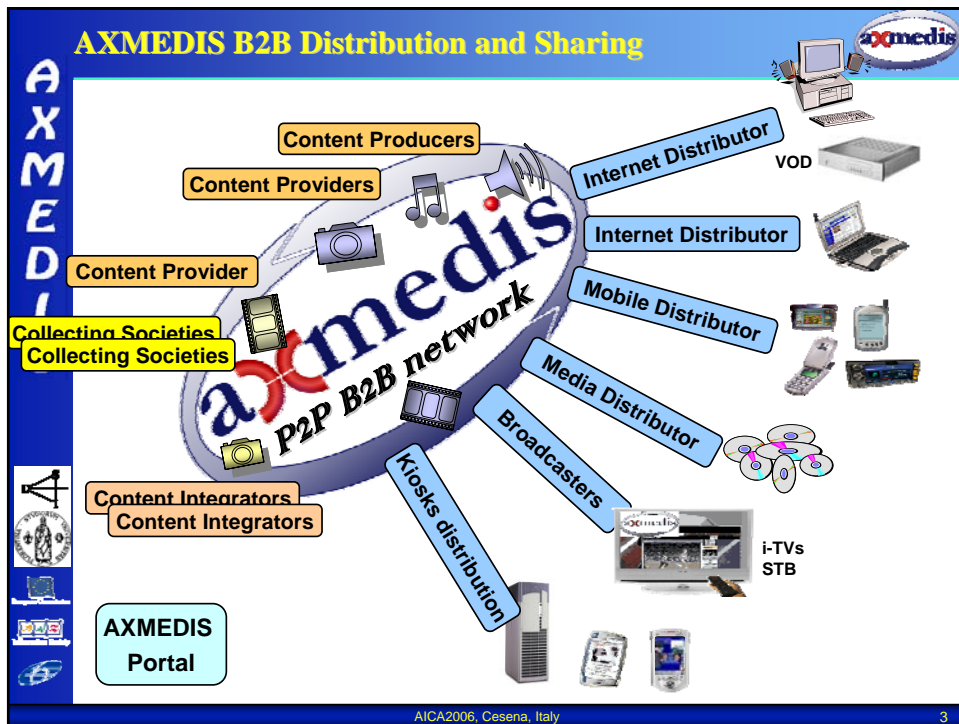 AXMEDIS B2B Distribution and Sharing
axmedis
AXMEDI
Content Producers
Content Providers
Content Provider
Collecting Societies
Collecting Societies
Content Integrators
Content Integrators
axmedis
P2P B2B network
Internet Distributor
VOD
Internet Distributor
Mobile Distributor
Media Distributor
Broadcasters
Kiosks distribution
axmedis
i-TVs
STB
AXMEDIS
Portal
AICA2006, Cesena, Italy
3